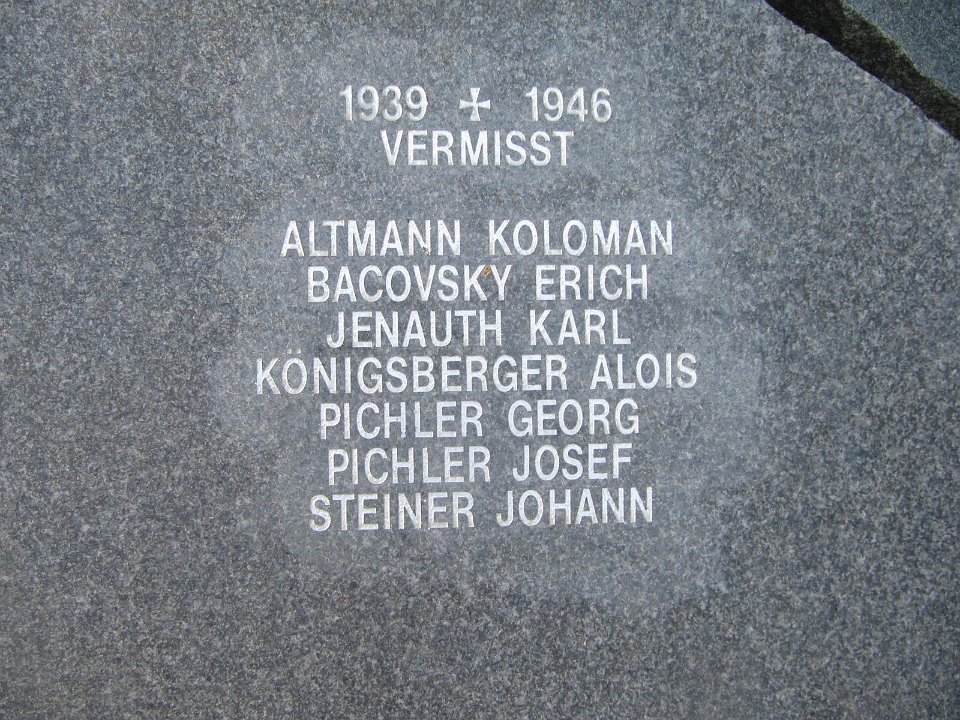 1939 ✠ 1946
VERMISST
ALTMANN KOLOMAN
BACOVSKY ERICH
JENAUTH KARL
KÖNIGSBERGER ALOIS
PICHLER GEORG
PICHLER JOSEF
STEINER JOHANN